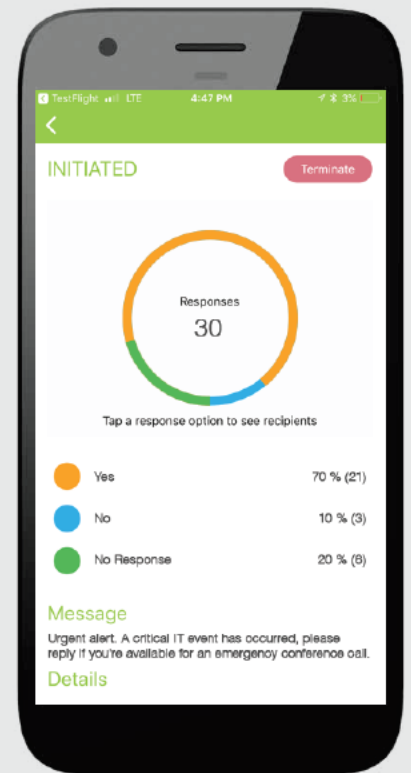 TestFlight LTE 4:47 PM 3%
INITIATED
Terminate
Responses
30
Tap a response option to see recipients
Yes 70 % (21)
No 10 % (3)
No Response 20 % (6)
Message
Urgent alert. A critical IT event has occurred, please
reply if you're available for an emergency conference call.
Details